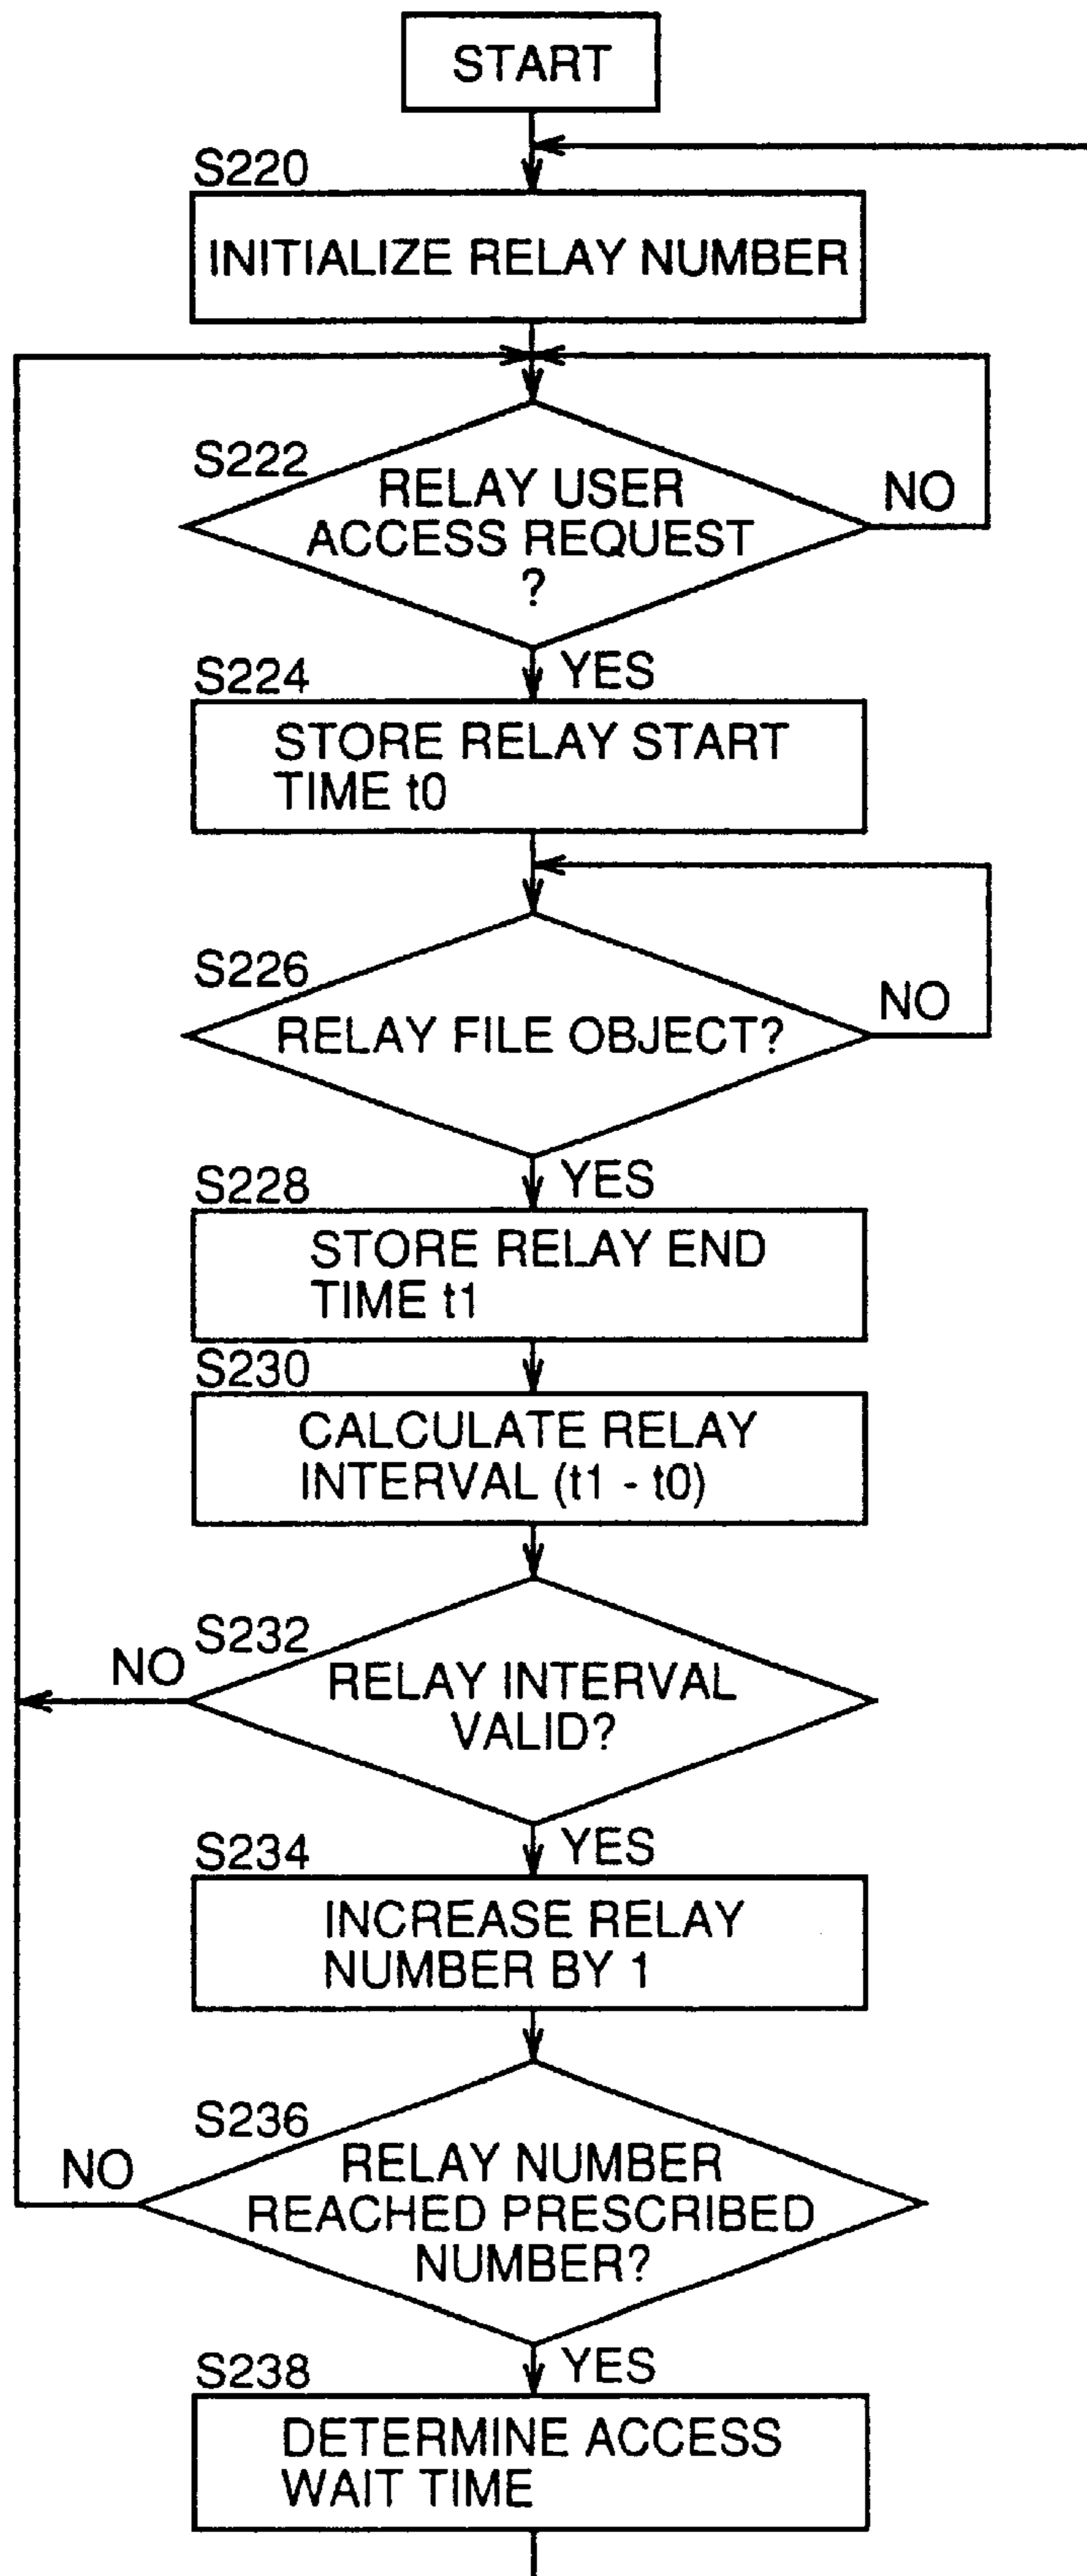 START
S220
INITIALIZE RELAY NUMBER
S222
RELAY USER
ACCESS REQUEST
?
NO
YES
S224
STORE RELAY START
TIME t0
S226
RELAY FILE OBJECT?
NO
YES
S228
STORE RELAY END
TIME t1
S230
CALCULATE RELAY
INTERVAL (t1 - t0)
S232
NO
RELAY INTERVAL
VALID?
YES
S234
INCREASE RELAY
NUMBER BY 1
S236
NO
RELAY NUMBER
REACHED PRESCRIBED
NUMBER?
YES
S238
DETERMINE ACCESS
WAIT TIME